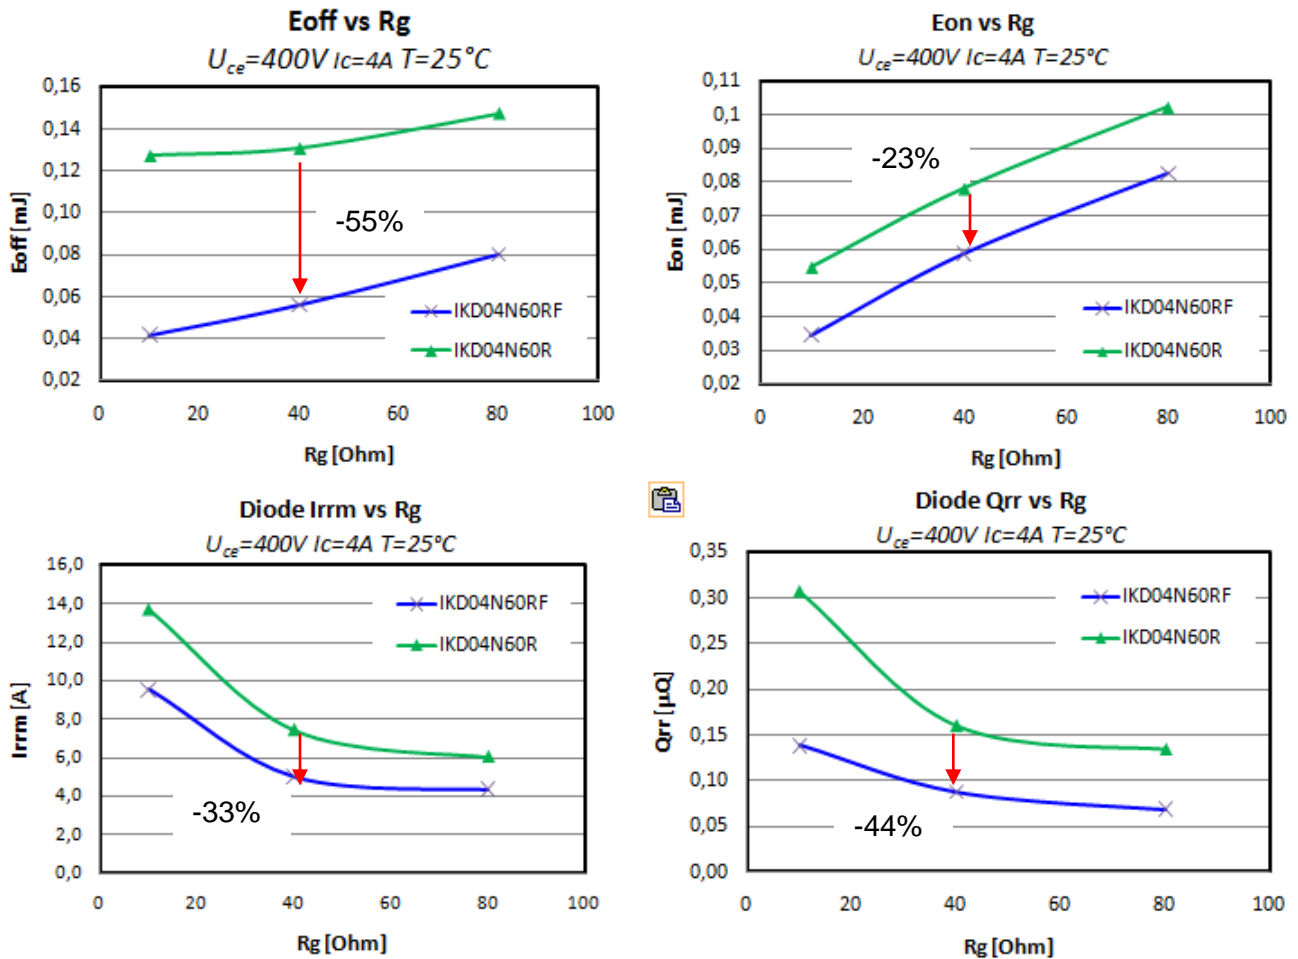 Eoff vs Rg
Uce=400V Ic=4A T=25°C
0,16
0,14
0,12
0,10
0,08
0,06
0,04
0,02
Eoff [mJ]
-55%
IKD04N60RF
IKD04N60R
0 20 40 60 80 100
Rg [Ohm]
Eon vs Rg
Uce=400V Ic=4A T=25°C
0,11
0,1
0,09
0,08
0,07
0,06
0,05
0,04
0,03
0,02
Eon [mJ]
-23%
IKD04N60RF
IKD04N60R
0 20 40 60 80 100
Rg [Ohm]
Diode Irrm vs Rg
Uce=400V Ic=4A T=25°C
16,0
14,0
12,0
10,0
8,0
6,0
4,0
2,0
0,0
Irrm [A]
IKD04N60RF
IKD04N60R
-33%
0 20 40 60 80 100
Rg [Ohm]
Diode Qrr vs Rg
Uce=400V Ic=4A T=25°C
0,35
0,30
0,25
0,20
0,15
0,10
0,05
0,00
Qrr [µQ]
IKD04N60RF
IKD04N60R
-44%
0 20 40 60 80 100
Rg [Ohm]